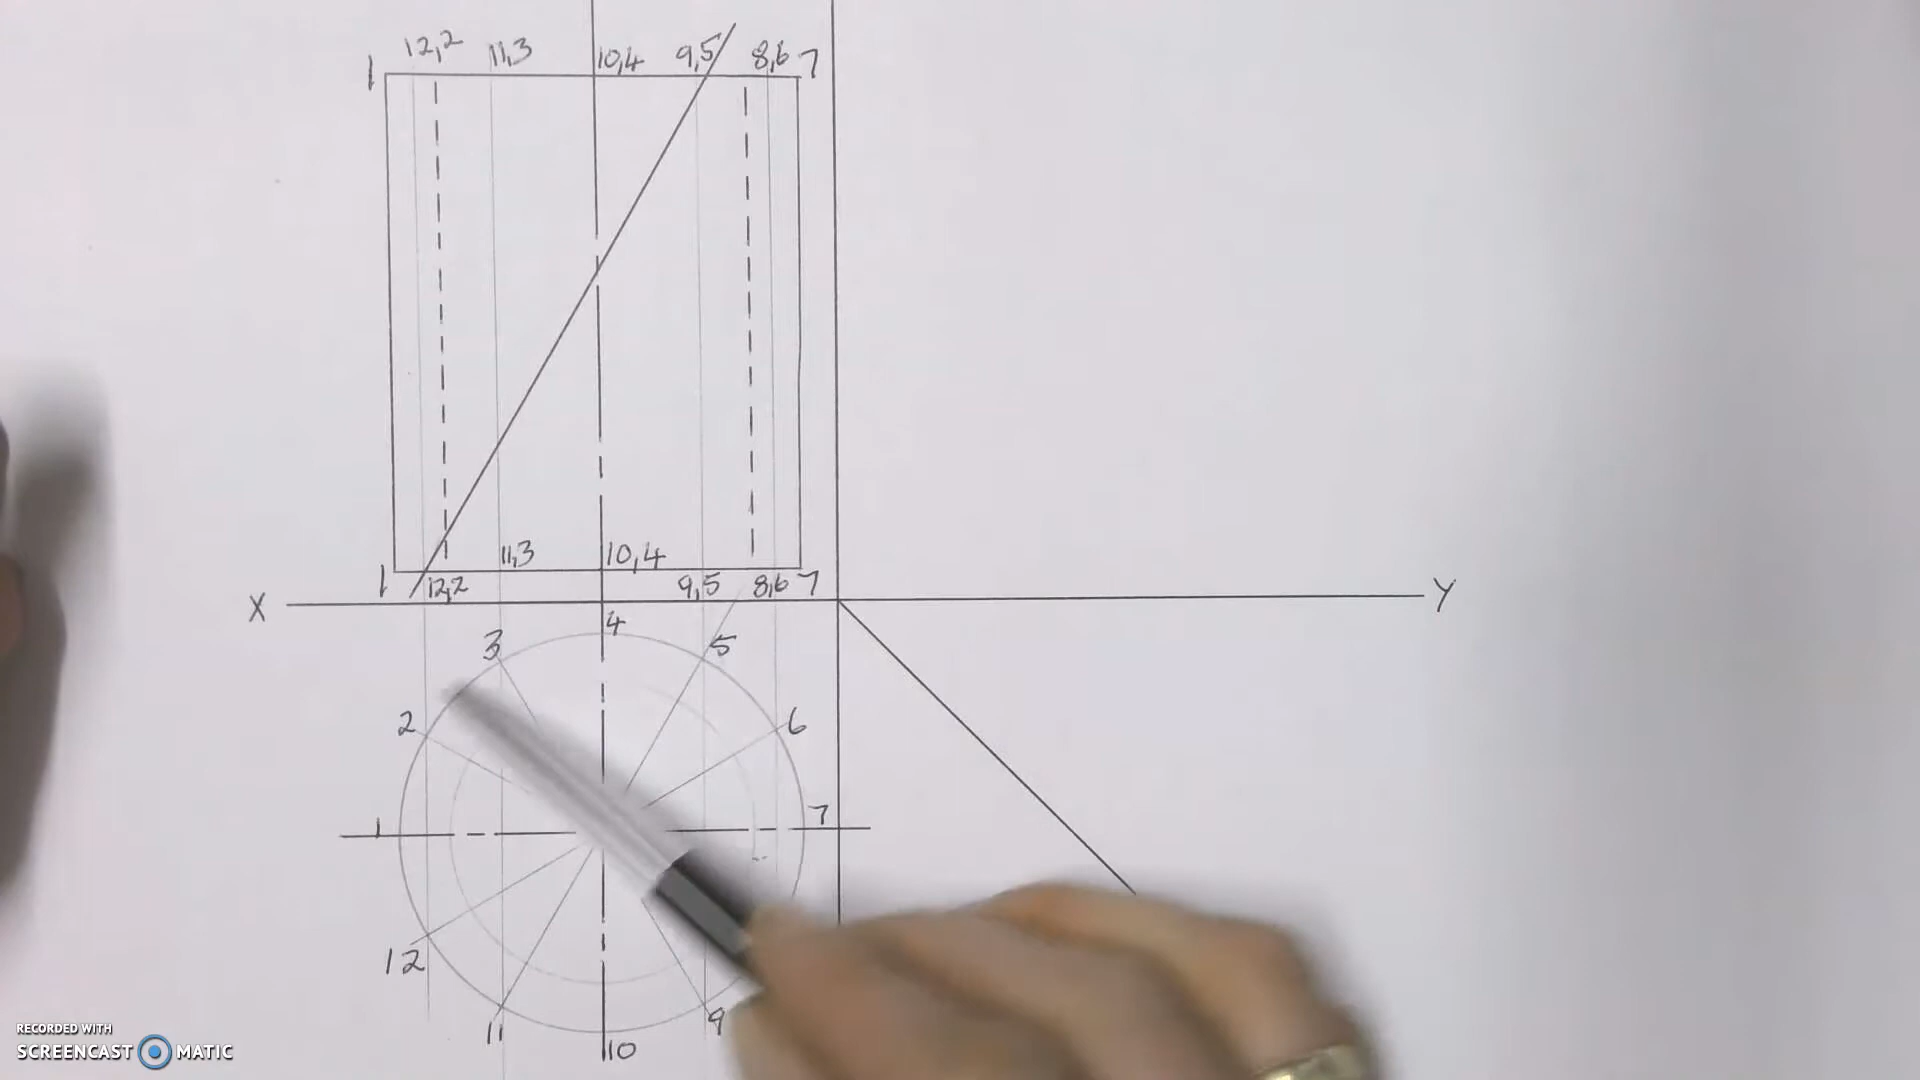 1 12,2 11,3 10,4 9,5 8,6 7
11,3 10,4
1 12,2 9,5 8,6 7
X Y
4
3 5
2 6
1 7
12
11 9
10
RECORDED WITH
SCREENCAST MATIC